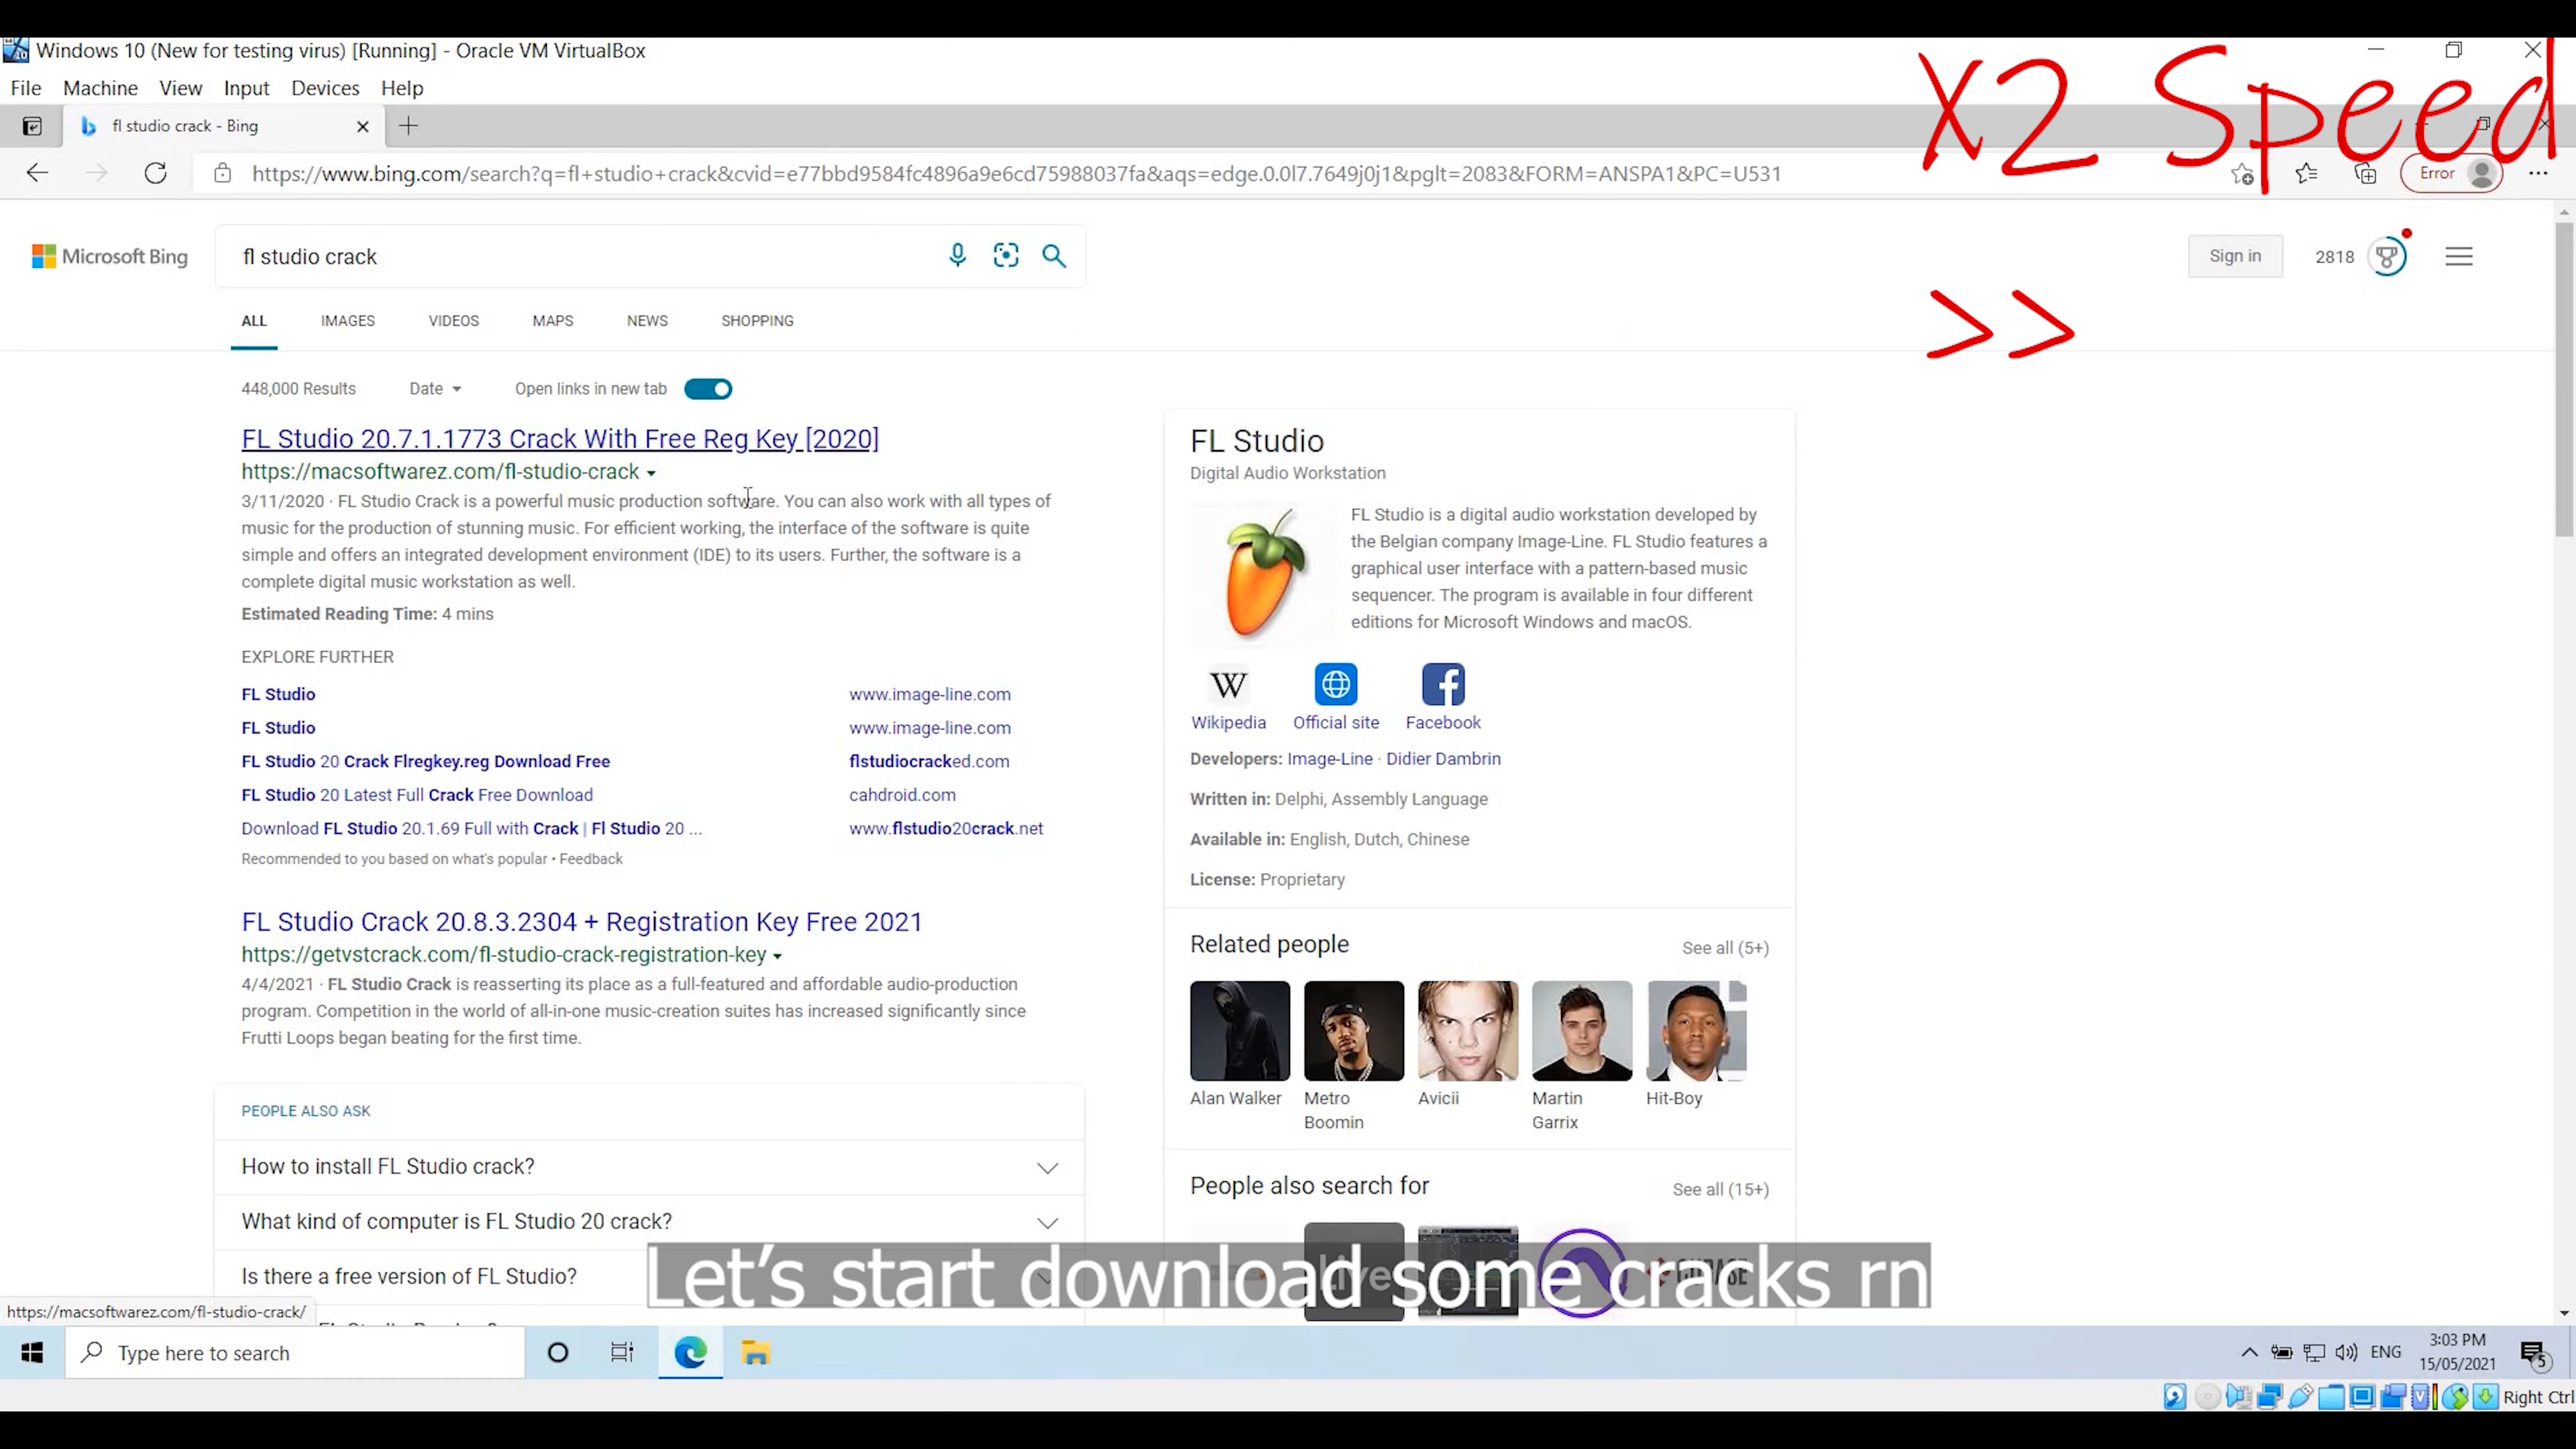 Windows 10 (New for testing virus) [Running] - Oracle VM VirtualBox
File Machine View Input Devices Help
X2 Speed
fl studio crack - Bing
https://www.bing.com/search?q=fl+studio+crack&cvid=e77bbd9584fc4896a9e6cd75988037fa&aqs=edge.0.0l7.7649j0j1&pglt=2083&FORM=ANSPA1&PC=U531
Error
Microsoft Bing
fl studio crack
Sign in
2818
>>
ALL IMAGES VIDEOS MAPS NEWS SHOPPING
448,000 Results Date Open links in new tab
FL Studio 20.7.1.1773 Crack With Free Reg Key [2020]
https://macsoftwarez.com/fl-studio-crack
3/11/2020 · FL Studio Crack is a powerful music production software. You can also work with all types of
music for the production of stunning music. For efficient working, the interface of the software is quite
simple and offers an integrated development environment (IDE) to its users. Further, the software is a
complete digital music workstation as well.
Estimated Reading Time: 4 mins
EXPLORE FURTHER
FL Studio www.image-line.com
FL Studio www.image-line.com
FL Studio 20 Crack Flregkey.reg Download Free flstudiocracked.com
FL Studio 20 Latest Full Crack Free Download cahdroid.com
Download FL Studio 20.1.69 Full with Crack | Fl Studio 20 ... www.flstudio20crack.net
Recommended to you based on what's popular • Feedback
FL Studio Crack 20.8.3.2304 + Registration Key Free 2021
https://getvstcrack.com/fl-studio-crack-registration-key
4/4/2021 · FL Studio Crack is reasserting its place as a full-featured and affordable audio-production
program. Competition in the world of all-in-one music-creation suites has increased significantly since
Frutti Loops began beating for the first time.
PEOPLE ALSO ASK
How to install FL Studio crack?
What kind of computer is FL Studio 20 crack?
Is there a free version of FL Studio?
FL Studio
Digital Audio Workstation
FL Studio is a digital audio workstation developed by
the Belgian company Image-Line. FL Studio features a
graphical user interface with a pattern-based music
sequencer. The program is available in four different
editions for Microsoft Windows and macOS.
W
Wikipedia Official site Facebook
Developers: Image-Line · Didier Dambrin
Written in: Delphi, Assembly Language
Available in: English, Dutch, Chinese
License: Proprietary
Related people See all (5+)
Alan Walker
Metro
Boomin
Avicii
Martin
Garrix
Hit-Boy
People also search for See all (15+)
Live
Let's start download some cracks rn
https://macsoftwarez.com/fl-studio-crack/
Type here to search
ENG
3:03 PM
15/05/2021
5
Right Ctrl